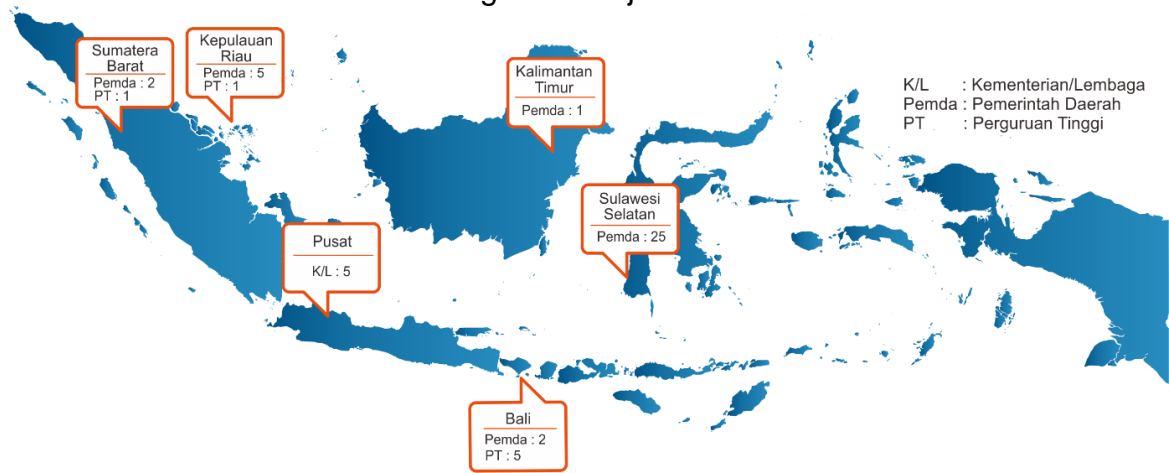 Sumatera
Barat
Pemda : 2
PT : 1
Kepulauan
Riau
Pemda : 5
PT : 1
Kalimantan
Timur
Pemda : 1
K/L : Kementerian/Lembaga
Pemda : Pemerintah Daerah
PT : Perguruan Tinggi
Sulawesi
Selatan
Pemda : 25
Pusat
K/L : 5
Bali
Pemda : 2
PT : 5